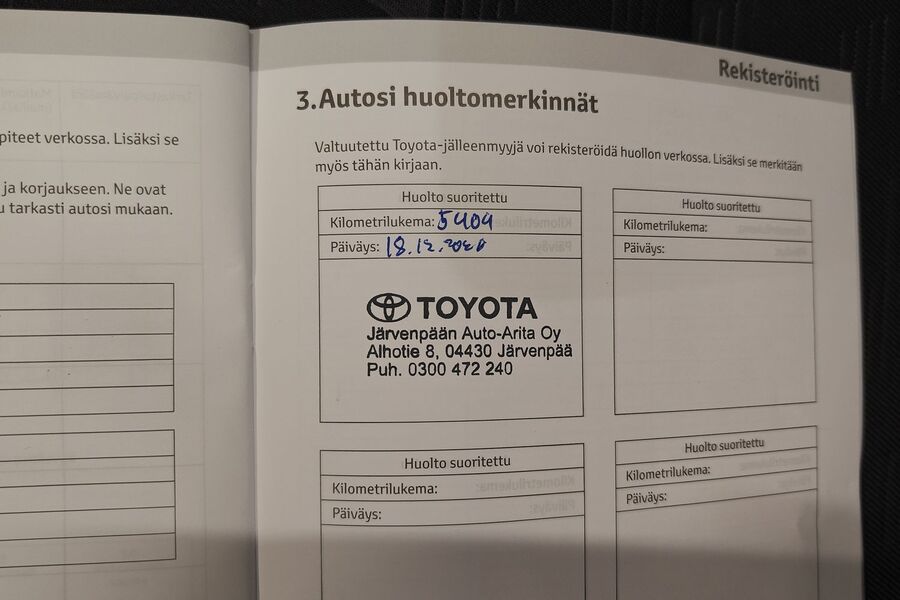 piteet verkossa. Lisäksi se
ja korjaukseen. Ne ovat
u tarkasti autosi mukaan.
Rekisteröinti
3.Autosi huoltomerkinnät
Valtuutettu Toyota-jälleenmyyjä voi rekisteröidä huollon verkossa. Lisäksi se merkitään
myös tähän kirjaan.
Huolto suoritettu
Kilometrilukema: 5404
Päiväys: 18.12.2020
TOYOTA
Järvenpään Auto-Arita Oy
Alhotie 8, 04430 Järvenpää
Puh. 0300 472 240
Huolto suoritettu
Kilometrilukema:
Päiväys:
Huolto suoritettu
Kilometrilukema:
Päiväys:
Huolto suoritettu
Kilometrilukema:
Päiväys: